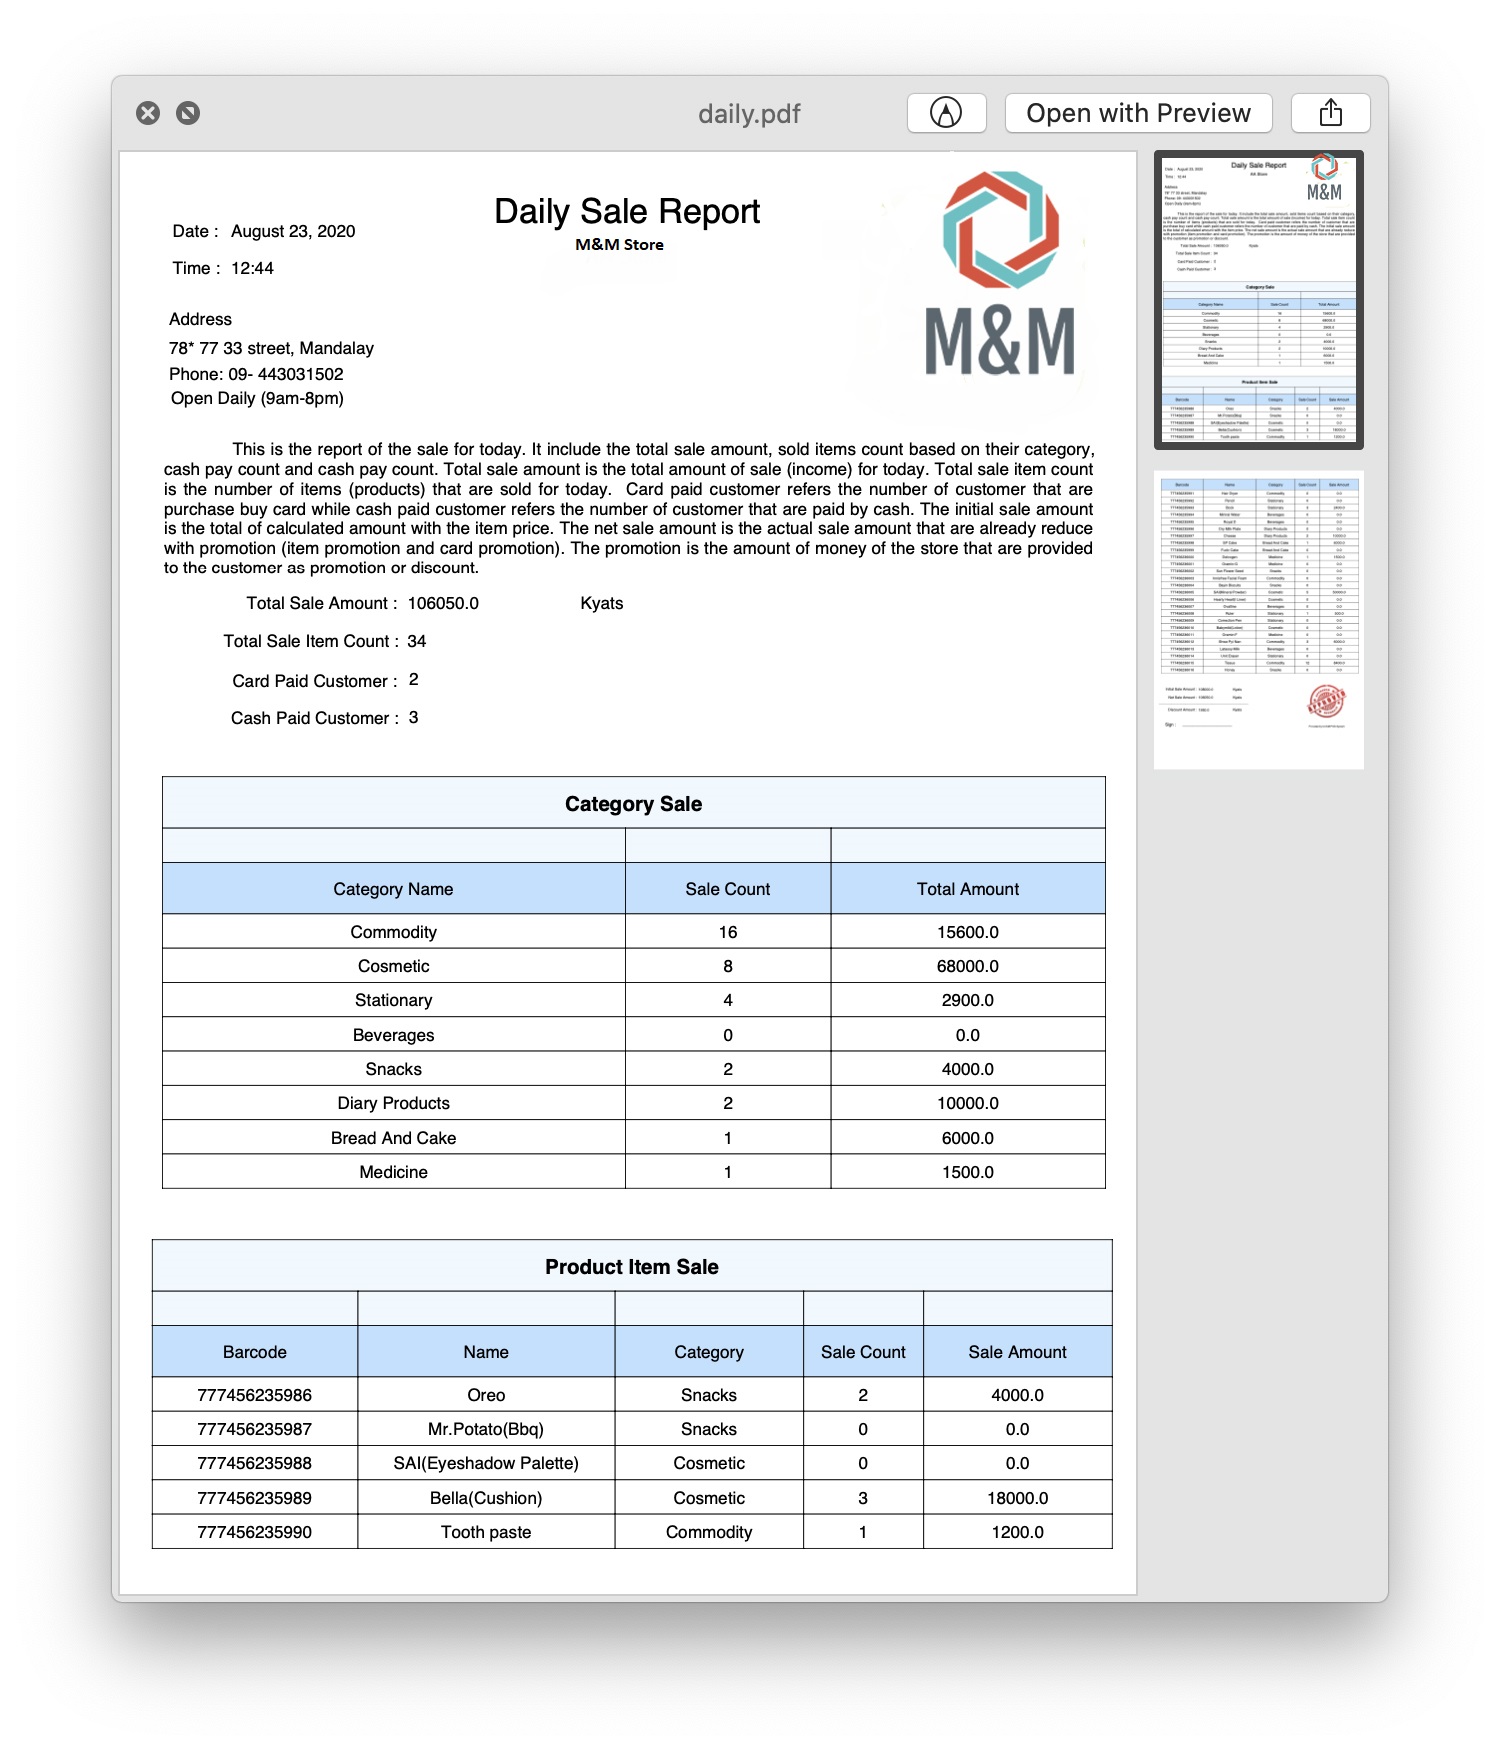 daily.pdf
Open with Preview
Daily Sale Report
M&M Store
M&M
Date : August 23, 2020
Time : 12:44
Address
78* 77 33 street, Mandalay
Phone: 09- 443031502
Open Daily (9am-8pm)
This is the report of the sale for today. It include the total sale amount, sold items count based on their category,
cash pay count and cash pay count. Total sale amount is the total amount of sale (income) for today. Total sale item count
is the number of items (products) that are sold for today. Card paid customer refers the number of customer that are
purchase buy card while cash paid customer refers the number of customer that are paid by cash. The initial sale amount
is the total of calculated amount with the item price. The net sale amount is the actual sale amount that are already reduce
with promotion (item promotion and card promotion). The promotion is the amount of money of the store that are provided
to the customer as promotion or discount.
Total Sale Amount : 106050.0 Kyats
Total Sale Item Count : 34
Card Paid Customer : 2
Cash Paid Customer : 3
Category Sale
Category Name Sale Count Total Amount
Commodity 16 15600.0
Cosmetic 8 68000.0
Stationary 4 2900.0
Beverages 0 0.0
Snacks 2 4000.0
Diary Products 2 10000.0
Bread And Cake 1 6000.0
Medicine 1 1500.0
Product Item Sale
Barcode Name Category Sale Count Sale Amount
777456235986 Oreo Snacks 2 4000.0
777456235987 Mr.Potato(Bbq) Snacks 0 0.0
777456235988 SAI(Eyeshadow Palette) Cosmetic 0 0.0
777456235989 Bella(Cushion) Cosmetic 3 18000.0
777456235990 Tooth paste Commodity 1 1200.0